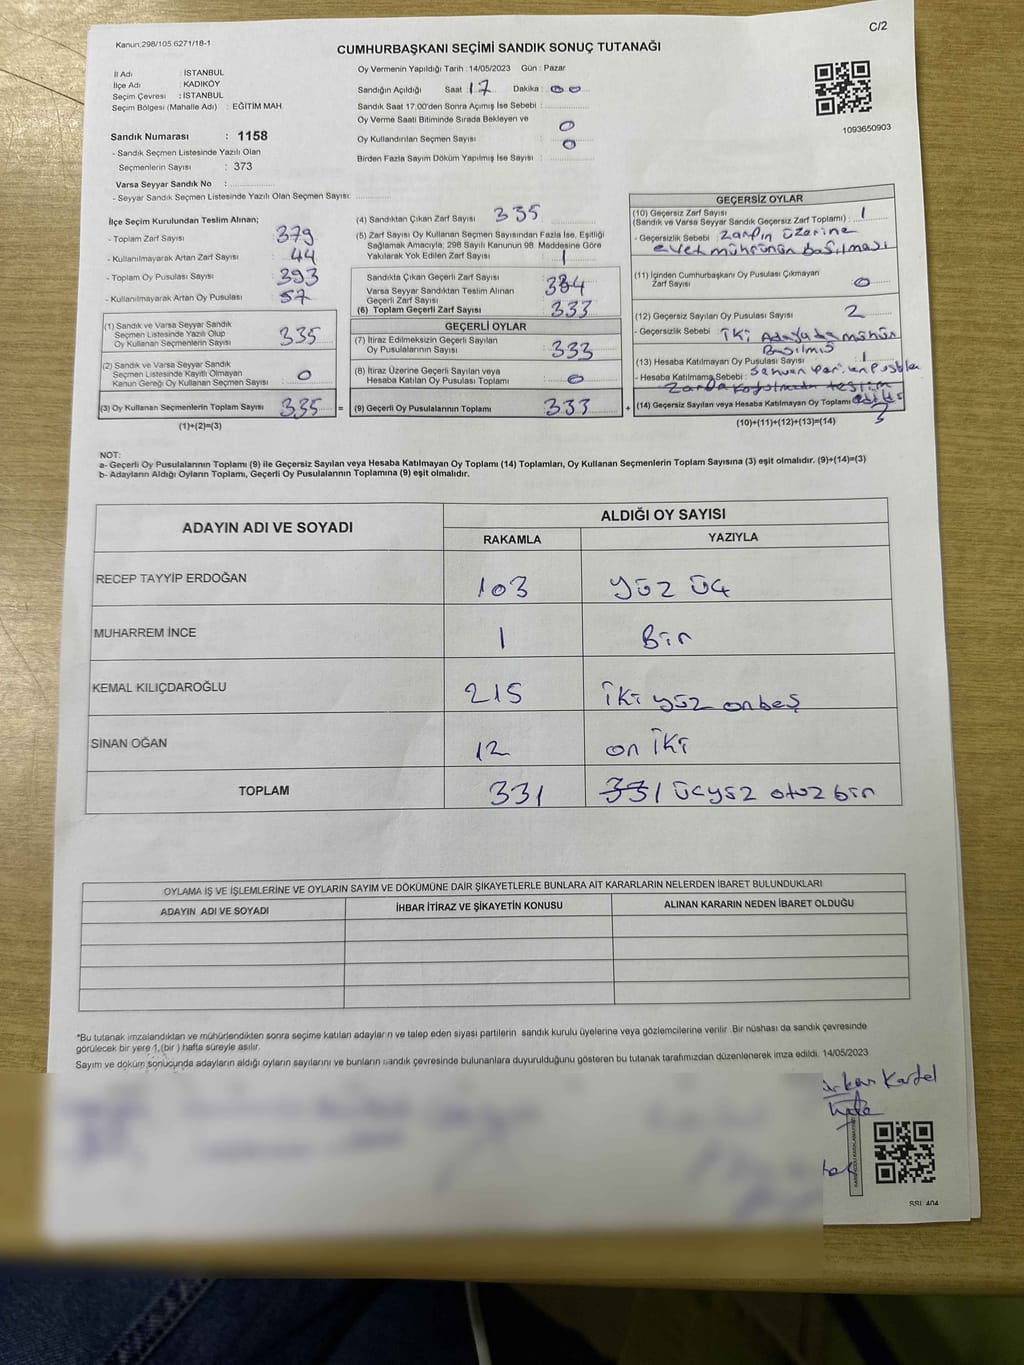 C/2
Kanun:298/105 6271/18-1
CUMHURBAŞKANI SEÇİMİ SANDIK SONUÇ TUTANAĞI
İl Adı : İSTANBUL
İlçe Adı : KADIKÖY
Seçim Çevresi : İSTANBUL
Seçim Bölgesi (Mahalle Adı) : EĞİTİM MAH.
Sandık Numarası : 1158
- Sandık Seçmen Listesinde Yazılı Olan
Seçmenlerin Sayısı : 373
Varsa Seyyar Sandık No :
- Seyyar Sandık Seçmen Listesinde Yazılı Olan Seçmen Sayısı:
Oy Vermenin Yapıldığı Tarih : 14/05/2023 Gün : Pazar
Sandığın Açıldığı Saat : 17 Dakika : 00
Sandık Saat 17:00'den Sonra Açılmış İse Sebebi :
Oy Verme Saati Bitiminde Sırada Bekleyen ve
Oy Kullandırılan Seçmen Sayısı : 0
Birden Fazla Sayım Döküm Yapılmış İse Sayısı : 0
1093650903
İlçe Seçim Kurulundan Teslim Alınan;
- Toplam Zarf Sayısı : 379
- Kullanılmayarak Artan Zarf Sayısı : 44
- Toplam Oy Pusulası Sayısı : 393
- Kullanılmayarak Artan Oy Pusulası : 57
(1) Sandık ve Varsa Seyyar Sandık
Seçmen Listesinde Yazılı Olup
Oy Kullanan Seçmenlerin Sayısı : 335
(2) Sandık ve Varsa Seyyar Sandık
Seçmen Listesinde Kayıtlı Olmayan
Kanun Gereği Oy Kullanan Seçmen Sayısı : 0
(3) Oy Kullanan Seçmenlerin Toplam Sayısı : 335 =
(1)+(2)=(3)
(4) Sandıktan Çıkan Zarf Sayısı : 335
(5) Zarf Sayısı Oy Kullanan Seçmen Sayısından Fazla İse, Eşitliği
Sağlamak Amacıyla; 298 Sayılı Kanunun 98. Maddesine Göre
Yakılarak Yok Edilen Zarf Sayısı : 1
Sandıkta Çıkan Geçerli Zarf Sayısı : 334
Varsa Seyyar Sandıktan Teslim Alınan
Geçerli Zarf Sayısı
(6) Toplam Geçerli Zarf Sayısı : 333
GEÇERLİ OYLAR
(7) İtiraz Edilmeksizin Geçerli Sayılan
Oy Pusulalarının Sayısı : 333
(8) İtiraz Üzerine Geçerli Sayılan veya
Hesaba Katılan Oy Pusulası Toplamı : 0
(9) Geçerli Oy Pusulalarının Toplamı : 333 +
GEÇERSİZ OYLAR
(10) Geçersiz Zarf Sayısı
(Sandık ve Varsa Seyyar Sandık Geçersiz Zarf Toplamı) : 1
- Geçersizlik Sebebi : zarfın üzerine
evet mührünün basılması
(11) İçinden Cumhurbaşkanı Oy Pusulası Çıkmayan
Zarf Sayısı : 0
(12) Geçersiz Sayılan Oy Pusulası Sayısı : 2
- Geçersizlik Sebebi : iki adayada mühür
Basılmış
(13) Hesaba Katılmayan Oy Pusulası Sayısı : 1
- Hesaba Katılmama Sebebi :
teslim
(14) Geçersiz Sayılan veya Hesaba Katılmayan Oy Toplamı 3
(10)+(11)+(12)+(13)=(14)
NOT:
a- Geçerli Oy Pusulalarının Toplamı (9) ile Geçersiz Sayılan veya Hesaba Katılmayan Oy Toplamı (14) Toplamları, Oy Kullanan Seçmenlerin Toplam Sayısına (3) eşit olmalıdır. (9)+(14)=(3)
b- Adayların Aldığı Oyların Toplamı, Geçerli Oy Pusulalarının Toplamına (9) eşit olmalıdır.
ADAYIN ADI VE SOYADI ALDIĞI OY SAYISI
RAKAMLA YAZIYLA
RECEP TAYYİP ERDOĞAN 103 yüz üç
MUHARREM İNCE 1 Bir
KEMAL KILIÇDAROĞLU 215 iki yüz onbeş
SİNAN OĞAN 12 on iki
TOPLAM 331 331 üçyüz otuz bir
OYLAMA İŞ VE İŞLEMLERİNE VE OYLARIN SAYIM VE DÖKÜMÜNE DAİR ŞİKAYETLERLE BUNLARA AİT KARARLARIN NELERDEN İBARET BULUNDUKLARI
ADAYIN ADI VE SOYADI İHBAR İTİRAZ VE ŞİKAYETİN KONUSU ALINAN KARARIN NEDEN İBARET OLDUĞU
*Bu tutanak imzalandıktan ve mühürlendikten sonra seçime katılan adayların ve talep eden siyasi partilerin sandık kurulu üyelerine veya gözlemcilerine verilir. Bir nüshası da sandık çevresinde
görülecek bir yere 1 (bir) hafta süreyle asılır.
Sayım ve döküm sonucunda adayların aldığı oyların sayılarını ve bunların sandık çevresinde bulunanlara duyurulduğunu gösteren bu tutanak tarafımızdan düzenlenerek imza edildi. 14/05/2023
Kartal
SSL 404